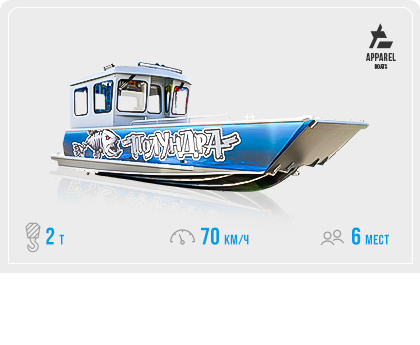 APPAREL
BOATS
ПОЛУНДРА
2 т
70 км/ч
6 мест